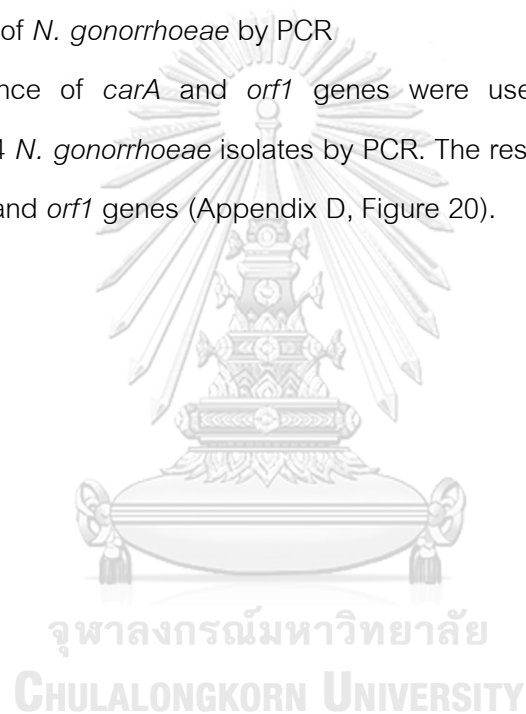 of N. gonorrhoeae by PCR
nce of carA and orf1 genes were use
4 N. gonorrhoeae isolates by PCR. The res
and orf1 genes (Appendix D, Figure 20).
จุฬาลงกรณ์มหาวิทยาลัย
CHULALONGKORN UNIVERSITY